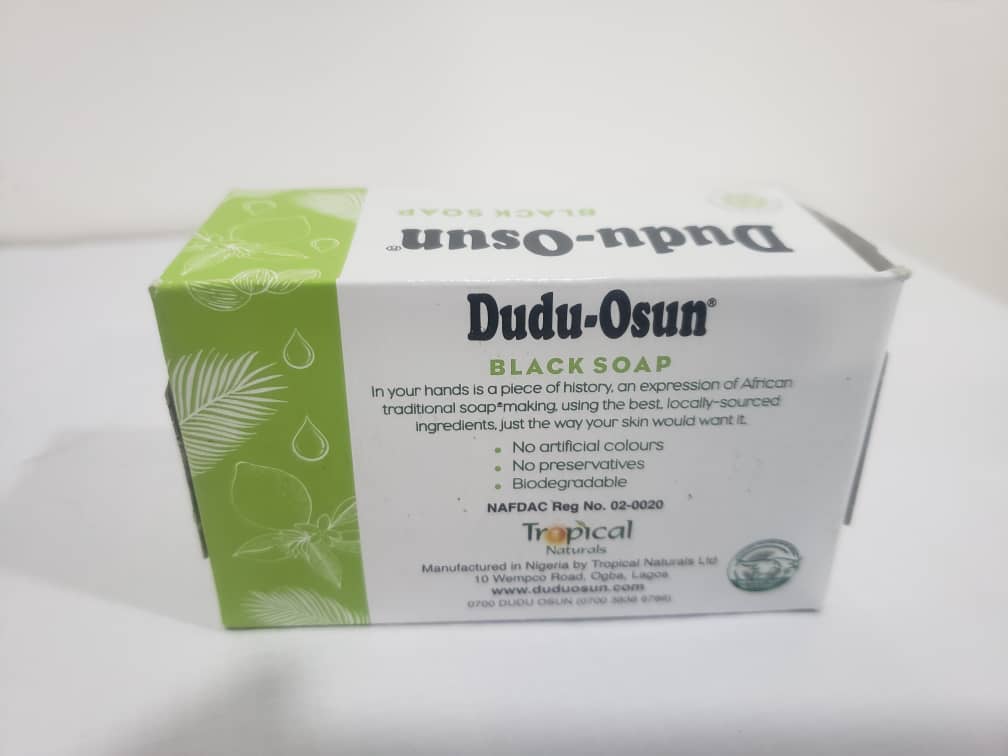 BLACK SOAP
Dudu-Osun®
Dudu-Osun®
BLACK SOAP
In your hands is a piece of history, an expression of African
traditional soap making, using the best, locally-sourced
ingredients, just the way your skin would want it.
• No artificial colours
• No preservatives
• Biodegradable
NAFDAC Reg No. 02-0020
Tropical
Naturals
Manufactured in Nigeria by Tropical Naturals Ltd
10 Wempco Road, Ogba, Lagos
www.duduosun.com
0700 DUDU OSUN (0700 3838 6786)